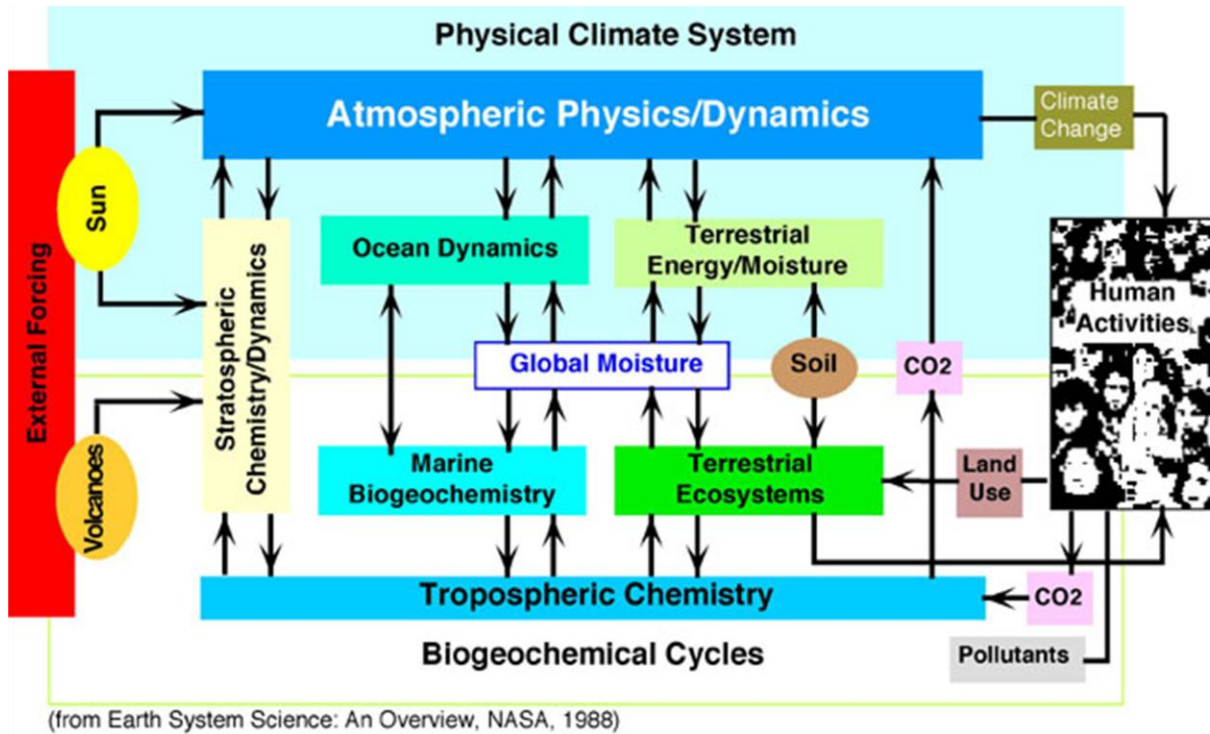 Physical Climate System
Atmospheric Physics/Dynamics
Climate
Change
External Forcing
Sun
Stratospheric
Chemistry/Dynamics
Ocean Dynamics
Terrestrial
Energy/Moisture
Human
Activities
Global Moisture
Soil
CO2
Volcanoes
Marine
Biogeochemistry
Terrestrial
Ecosystems
Land
Use
Tropospheric Chemistry
CO2
Biogeochemical Cycles
Pollutants
(from Earth System Science: An Overview, NASA, 1988)